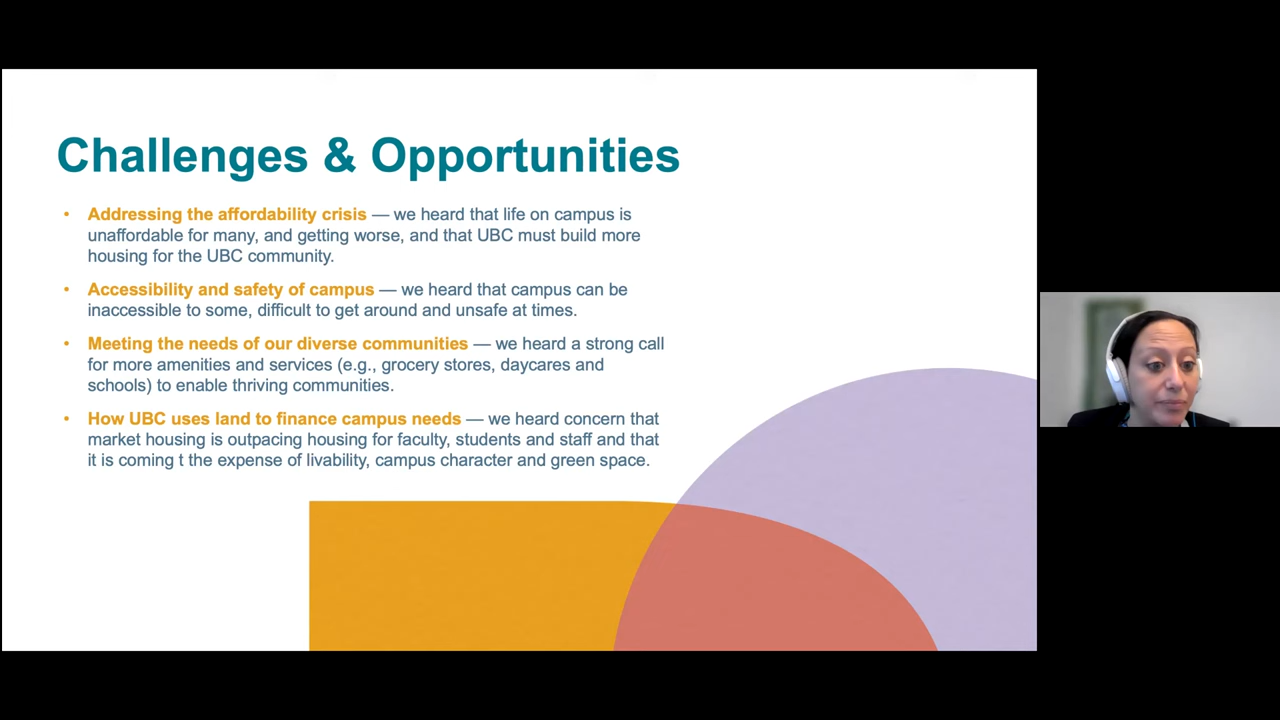 Challenges & Opportunities
• Addressing the affordability crisis — we heard that life on campus is
unaffordable for many, and getting worse, and that UBC must build more
housing for the UBC community.
• Accessibility and safety of campus — we heard that campus can be
inaccessible to some, difficult to get around and unsafe at times.
• Meeting the needs of our diverse communities — we heard a strong call
for more amenities and services (e.g., grocery stores, daycares and
schools) to enable thriving communities.
• How UBC uses land to finance campus needs — we heard concern that
market housing is outpacing housing for faculty, students and staff and that
it is coming t the expense of livability, campus character and green space.